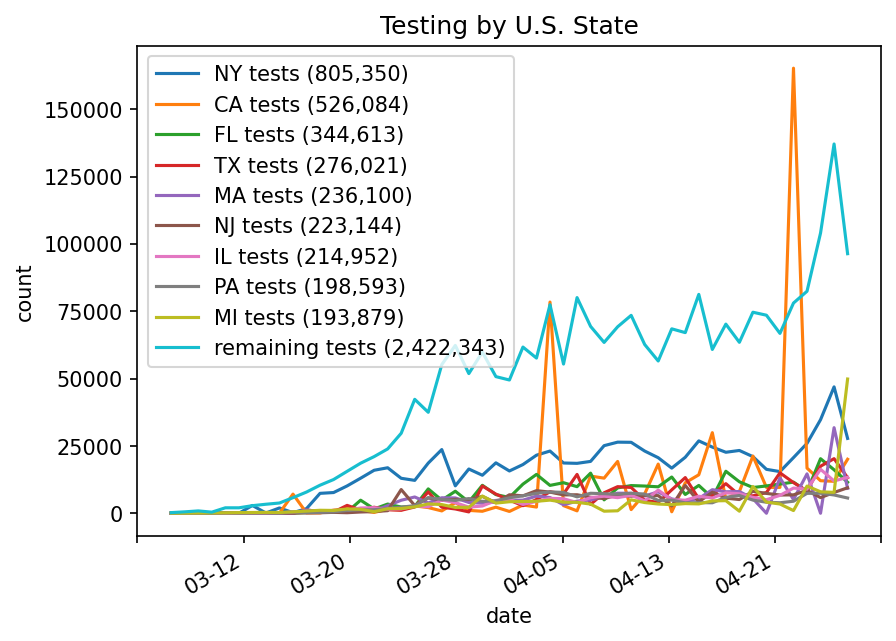 Testing by U.S. State
NY tests (805,350)
CA tests (526,084)
FL tests (344,613)
TX tests (276,021)
MA tests (236,100)
NJ tests (223,144)
IL tests (214,952)
PA tests (198,593)
MI tests (193,879)
remaining tests (2,422,343)
150000
125000
100000
75000
50000
25000
0
count
03-12
03-20
03-28
04-05
04-13
04-21
date